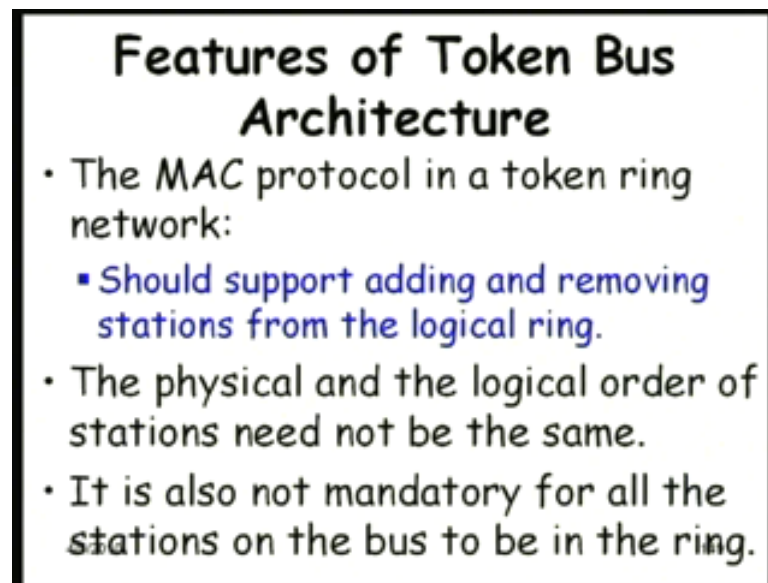 Features of Token Bus
Architecture
• The MAC protocol in a token ring
network:
▪ Should support adding and removing
stations from the logical ring.
• The physical and the logical order of
stations need not be the same.
• It is also not mandatory for all the
stations on the bus to be in the ring.